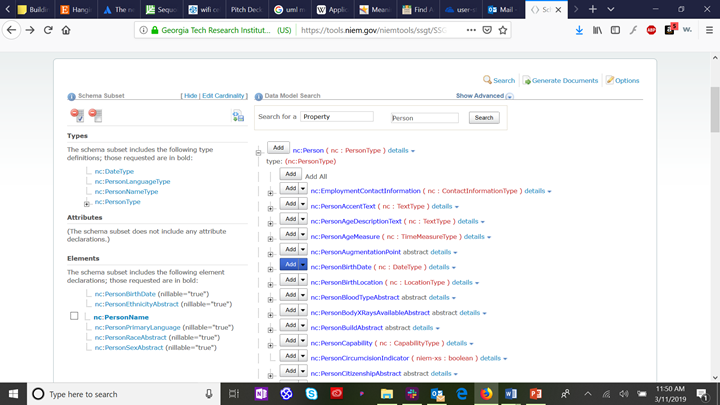 Building
Hangi
The ne
Sequo
wifi ce
Pitch Deck
uml m
Applic
Meani
Find A
user-s
Mail -
Sc
Georgia Tech Research Institut... (US)
https://tools.niem.gov/niemtools/ssgt/SSG
Search Generate Documents Options
Schema Subset [ Hide | Edit Cardinality ] Data Model Search Show Advanced
Search for a Property Person Search
Types
The schema subset includes the following type
definitions; those requested are in bold:
nc:DateType
nc:PersonLanguageType
nc:PersonNameType
nc:PersonType
Attributes
(The schema subset does not include any attribute
declarations.)
Elements
The schema subset includes the following element
declarations; those requested are in bold:
nc:PersonBirthDate (nillable="true")
nc:PersonEthnicityAbstract (nillable="true")
nc:PersonName
nc:PersonPrimaryLanguage (nillable="true")
nc:PersonRaceAbstract (nillable="true")
nc:PersonSexAbstract (nillable="true")
Add nc:Person ( nc : PersonType ) details
type: (nc:PersonType)
Add Add All
Add nc:EmploymentContactInformation ( nc : ContactInformationType ) details
Add nc:PersonAccentText ( nc : TextType ) details
Add nc:PersonAgeDescriptionText ( nc : TextType ) details
Add nc:PersonAgeMeasure ( nc : TimeMeasureType ) details
Add nc:PersonAugmentationPoint abstract details
Add nc:PersonBirthDate ( nc : DateType ) details
Add nc:PersonBirthLocation ( nc : LocationType ) details
Add nc:PersonBloodTypeAbstract abstract details
Add nc:PersonBodyXRaysAvailableAbstract abstract details
Add nc:PersonBuildAbstract abstract details
Add nc:PersonCapability ( nc : CapabilityType ) details
Add nc:PersonCircumcisionIndicator ( niem-xs : boolean ) details
Add nc:PersonCitizenshipAbstract abstract details
Type here to search
11:50 AM
3/11/2019